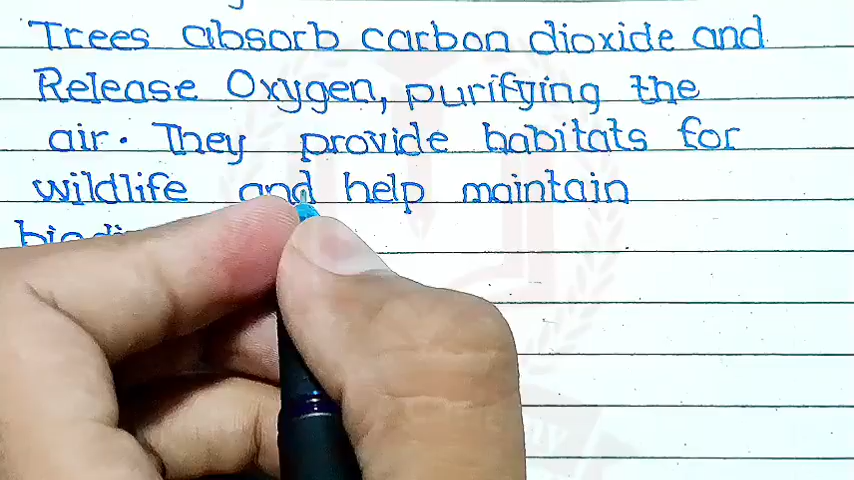 Trees absorb carbon dioxide and
Release Oxygen, purifying the
air. They provide habitats for
wildlife and help maintain